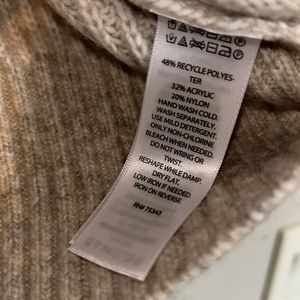 48% RECYCLE POLYES-
TER
32% ACRYLIC
20% NYLON
HAND WASH COLD.
WASH SEPARATELY.
USE MILD DETERGENT.
ONLY NON-CHLORINE
BLEACH WHEN NEEDED.
DO NOT WRING OR
TWIST.
RESHAPE WHILE DAMP.
DRY FLAT.
LOW IRON IF NEEDED.
IRON ON REVERSE.
RN# 75343